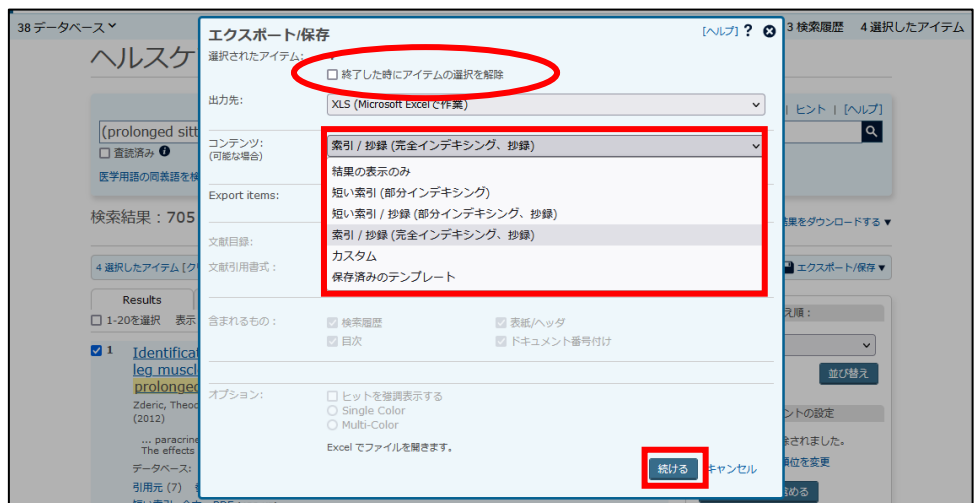 38 データベース
3 検索履歴 4 選択したアイテム
ヘルスケ
| ヒント | [ヘルプ]
(prolonged sitt
査読済み
医学用語の同義語を検
検索結果：705
結果をダウンロードする ▼
4 選択したアイテム [ク
エクスポート/保存 ▼
Results
1-20を選択 表示
え順：
並び替え
1 Identificat
leg muscl
prolonged
Zderic, Theod
(2012)
... paracrine
The effects
データベース:
引用元 (7)
ントの設定
除されました。
順位を変更
含める
エクスポート/保存
[ヘルプ] ?
選択されたアイテム:
終了した時にアイテムの選択を解除
出力先:
XLS (Microsoft Excelで作業)
コンテンツ:
(可能な場合)
索引 / 抄録 (完全インデキシング、抄録)
結果の表示のみ
短い索引 (部分インデキシング)
短い索引 / 抄録 (部分インデキシング、抄録)
索引 / 抄録 (完全インデキシング、抄録)
カスタム
保存済みのテンプレート
Export items:
文献目録:
文献引用書式：
含まれるもの：
検索履歴
表紙/ヘッダ
目次
ドキュメント番号付け
オプション:
ヒットを強調表示する
Single Color
Multi-Color
Excel でファイルを開きます。
続ける
キャンセル